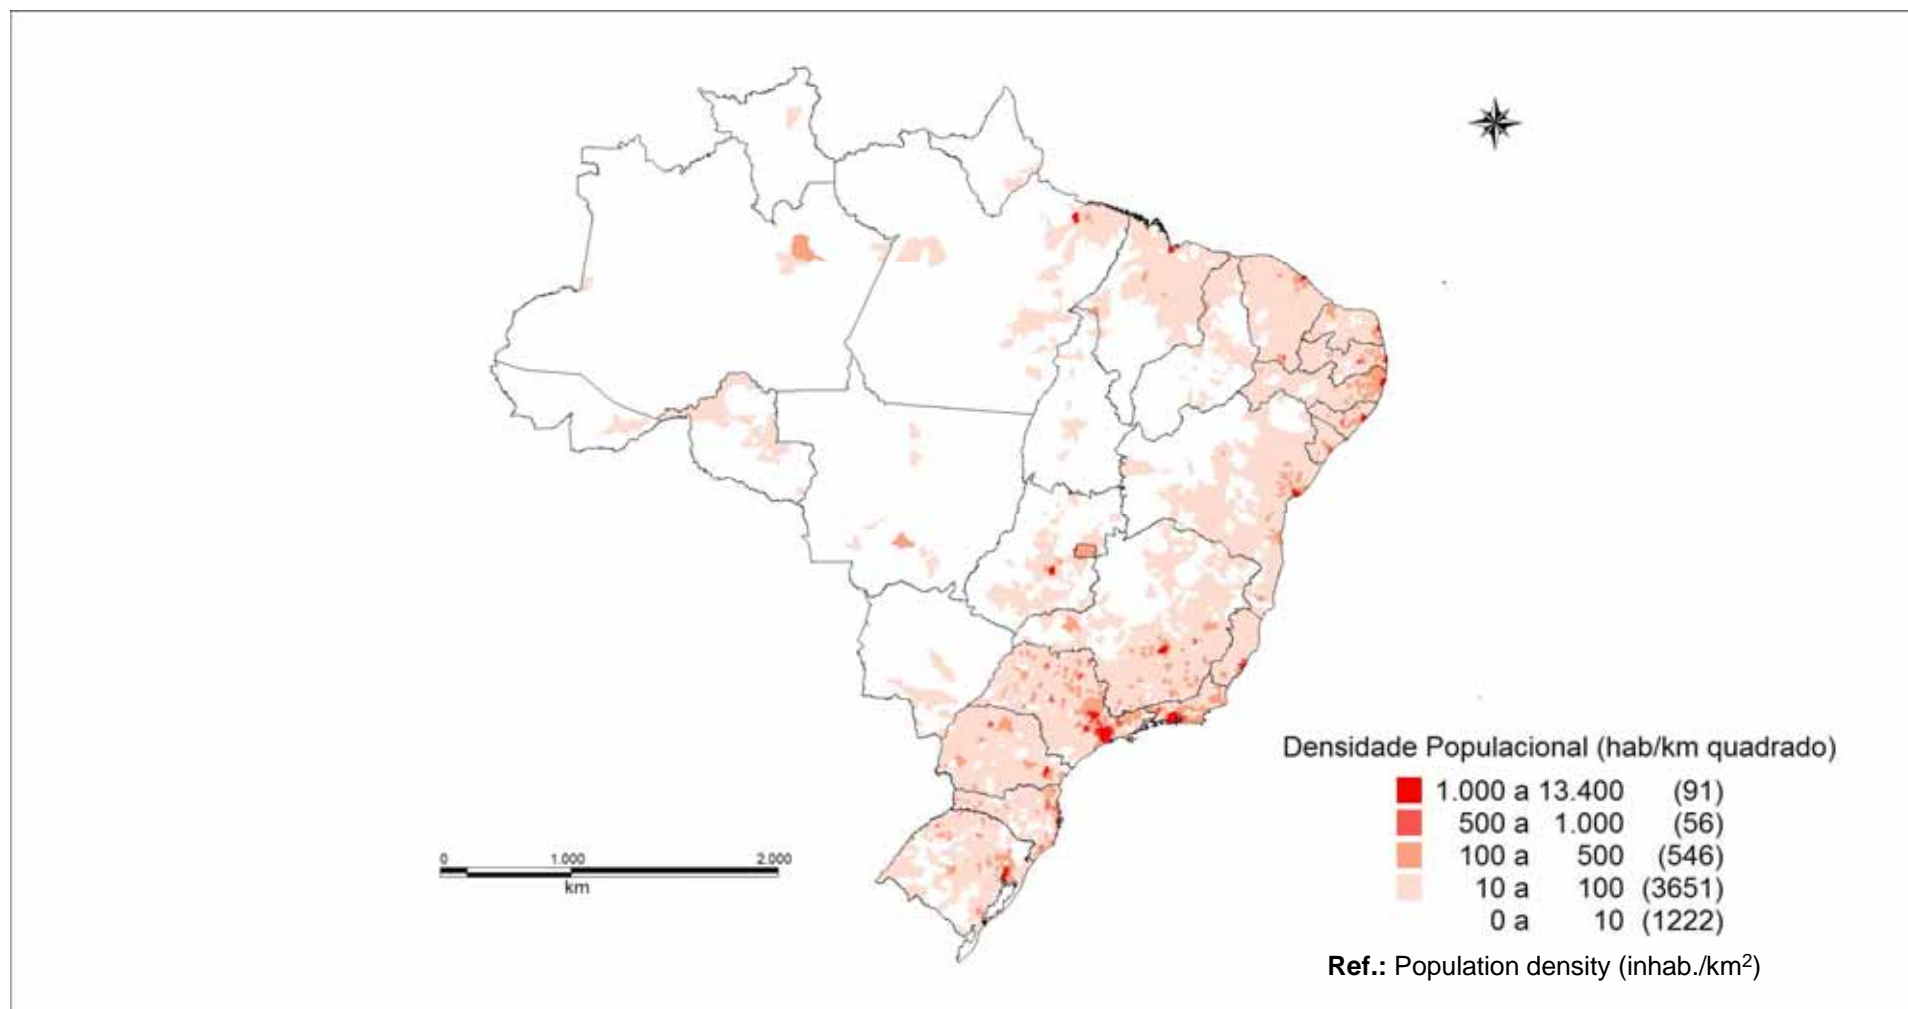 0 1.000 2.000
km
Densidade Populacional (hab/km quadrado)
1.000 a 13.400 (91)
500 a 1.000 (56)
100 a 500 (546)
10 a 100 (3651)
0 a 10 (1222)
Ref.: Population density (inhab./km²)